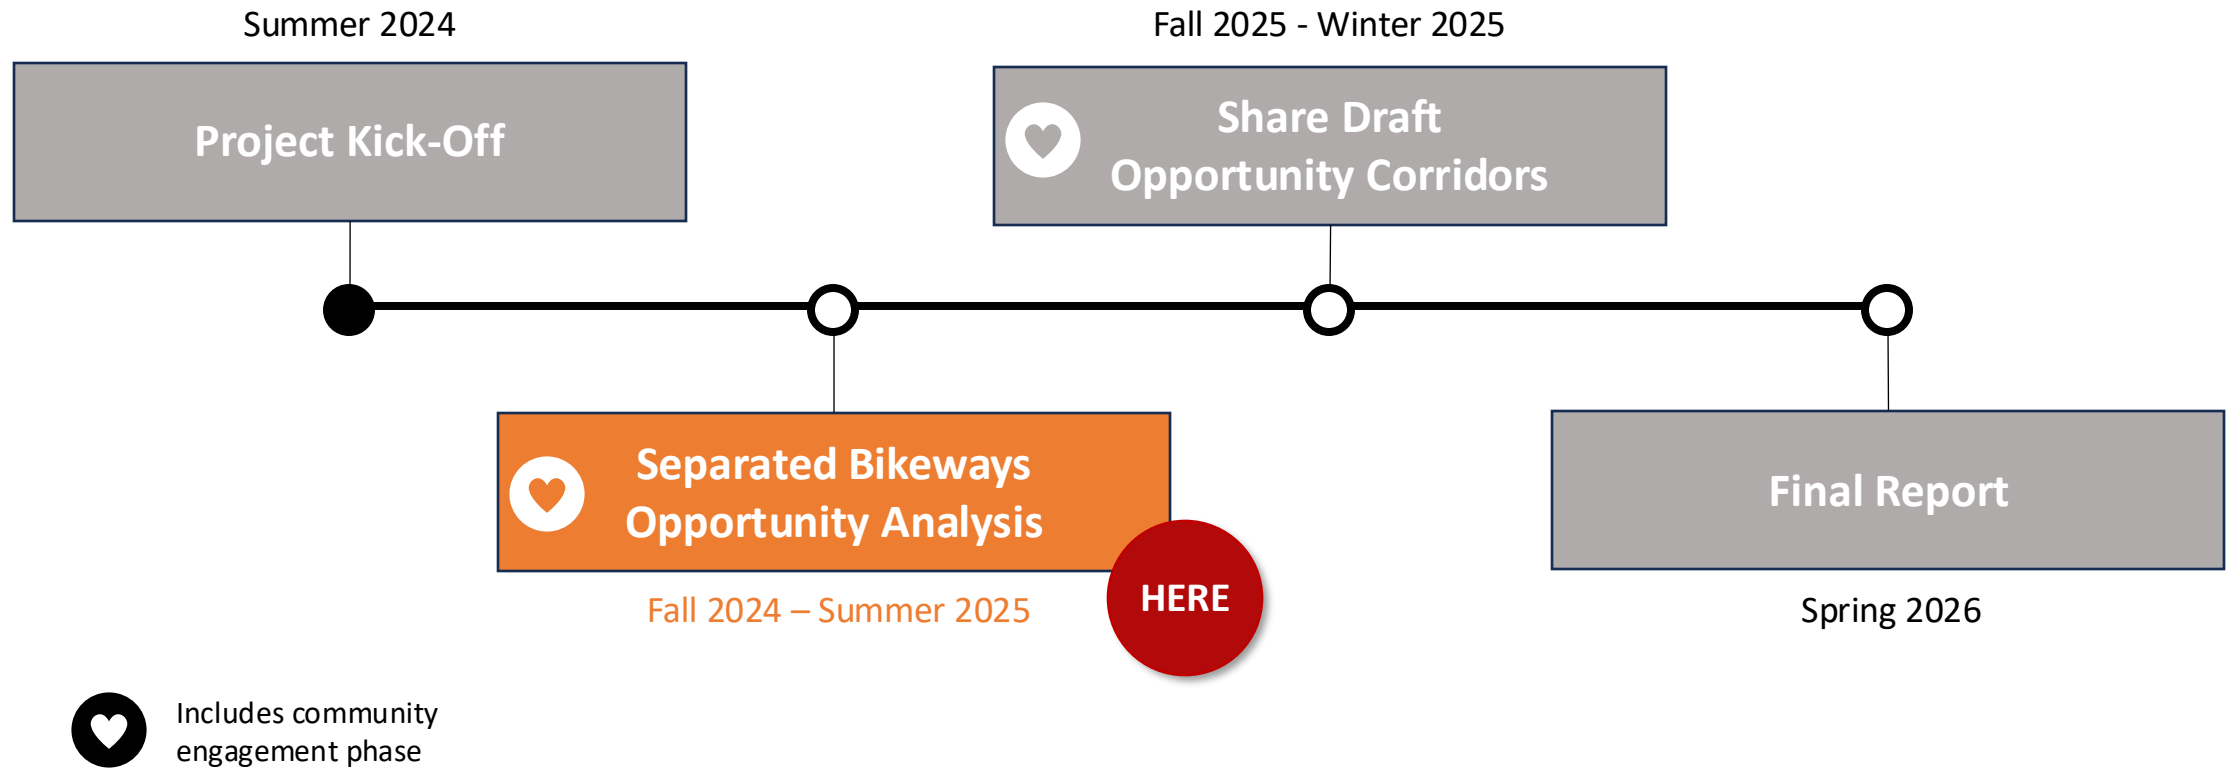 Summer 2024
Project Kick-Off
Fall 2025 - Winter 2025
Share Draft
Opportunity Corridors
Separated Bikeways
Opportunity Analysis
Fall 2024 – Summer 2025
HERE
Final Report
Spring 2026
Includes community
engagement phase